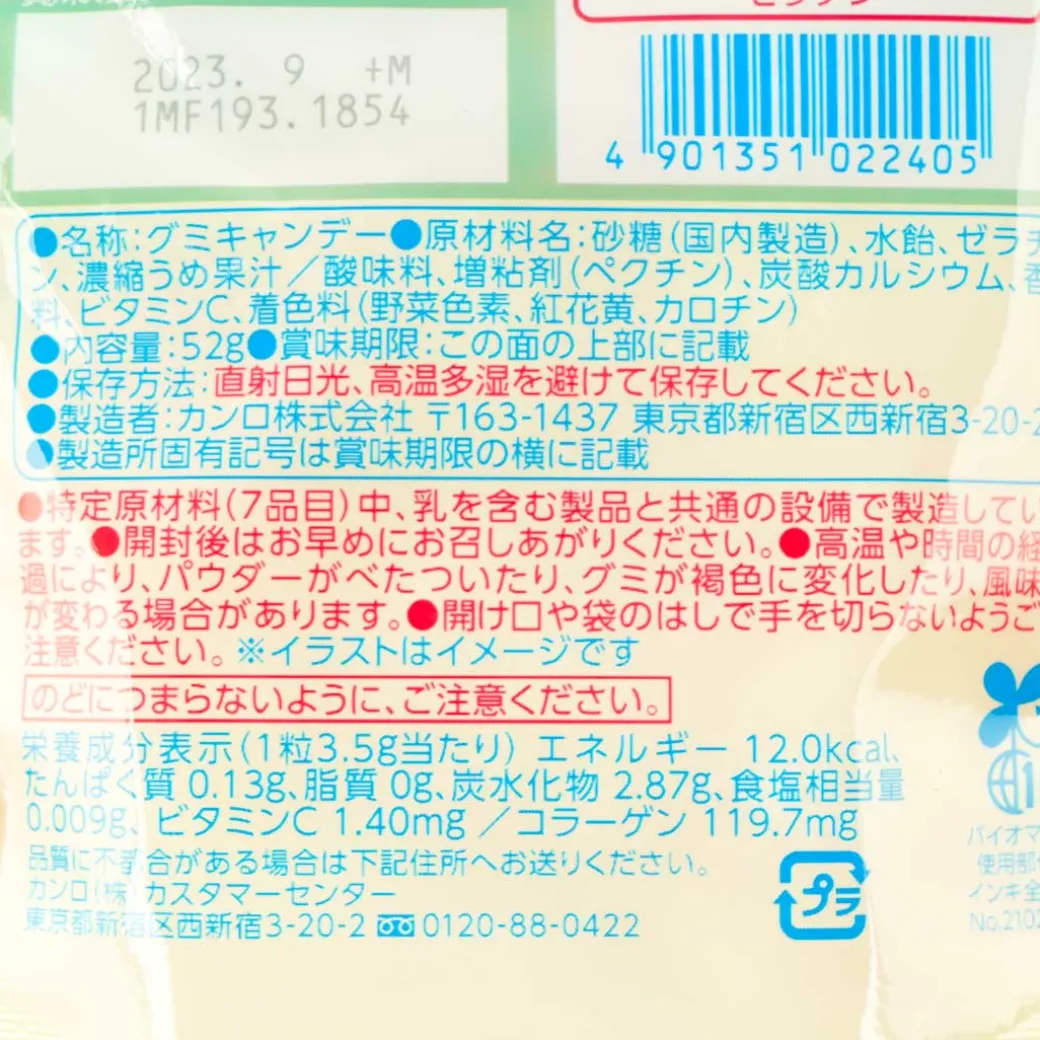 ゼラチン
2023. 9 +M
1MF193.1854
4 901351 022405
●名称:グミキャンデー●原材料名:砂糖(国内製造)、水飴、ゼラチ
ン、濃縮うめ果汁/酸味料、増粘剤(ペクチン)、炭酸カルシウム、香
料、ビタミンC、着色料(野菜色素、紅花黄、カロチン)
●内容量:52g●賞味期限:この面の上部に記載
●保存方法:直射日光、高温多湿を避けて保存してください。
●製造者:カンロ株式会社 〒163-1437 東京都新宿区西新宿3-20-2
●製造所固有記号は賞味期限の横に記載
●特定原材料(7品目)中、乳を含む製品と共通の設備で製造してい
ます。●開封後はお早めにお召しあがりください。●高温や時間の経
過により、パウダーがべたついたり、グミが褐色に変化したり、風味
が変わる場合があります。●開け口や袋のはしで手を切らないようご
注意ください。※イラストはイメージです
のどにつまらないように、ご注意ください。
栄養成分表示(1粒3.5g当たり) エネルギー 12.0kcal、
たんぱく質 0.13g、脂質 0g、炭水化物 2.87g、食塩相当量
0.009g、ビタミンC 1.40mg /コラーゲン 119.7mg
品質に不都合がある場合は下記住所へお送りください。
カンロ(株)カスタマーセンター
東京都新宿区西新宿3-20-2 0120-88-0422
プラ
バイオマ
使用部
インキ全
No.2102